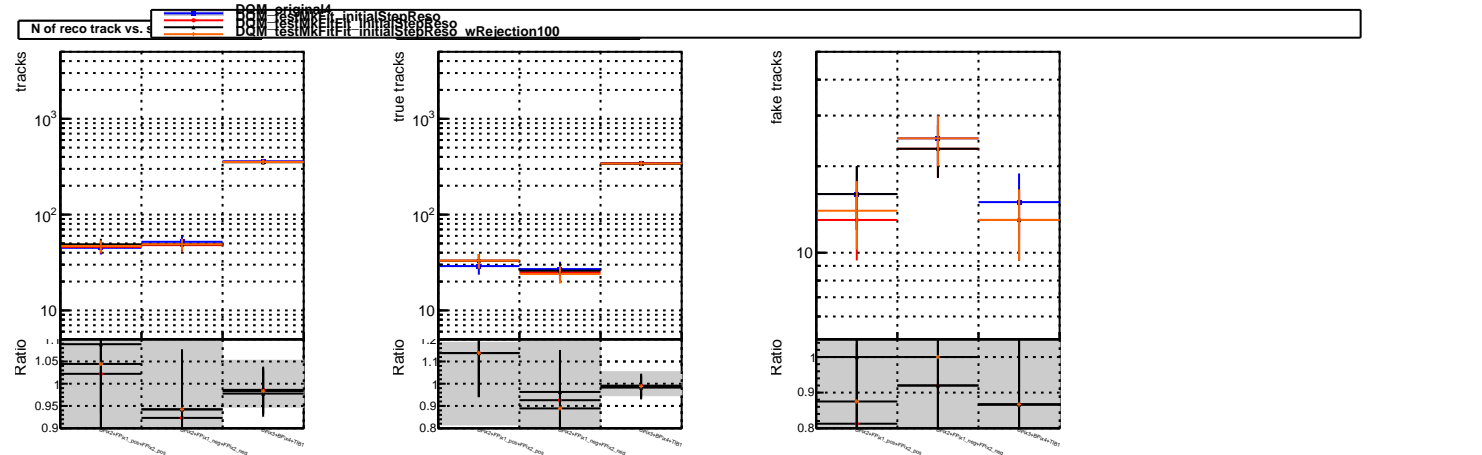 DQM_original4
DQM_testMkFit_initialStepReso
N of reco track vs. s
DQM_testMkFitFit_initialStepReso
DQM_testMkFitFit_initialStepReso_wRejection100
tracks
true tracks
fake tracks
10³
10³
10²
10²
10
10
10
Ratio
Ratio
Ratio
1.05
1
0.95
0.9
1.2
1.1
1
0.9
0.8
1
0.9
0.8